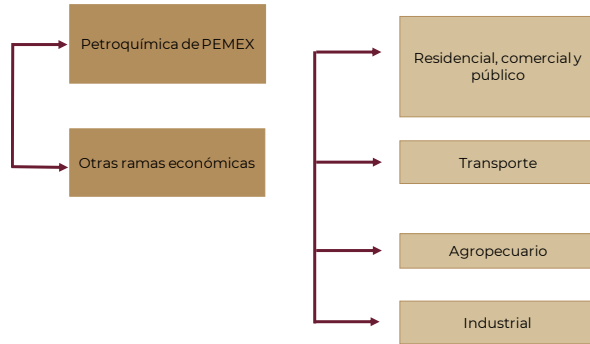 Petroquímica de PEMEX
Otras ramas económicas
Residencial, comercial y
público
Transporte
Agropecuario
Industrial